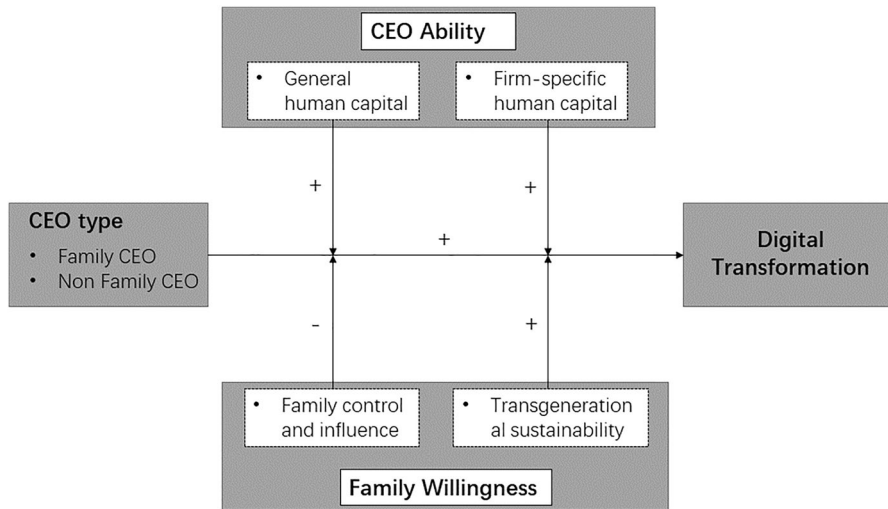 CEO Ability
• General
human capital
• Firm-specific
human capital
+
+
CEO type
• Family CEO
• Non Family CEO
+
Digital
Transformation
-
+
• Family control
and influence
• Transgeneration
al sustainability
Family Willingness